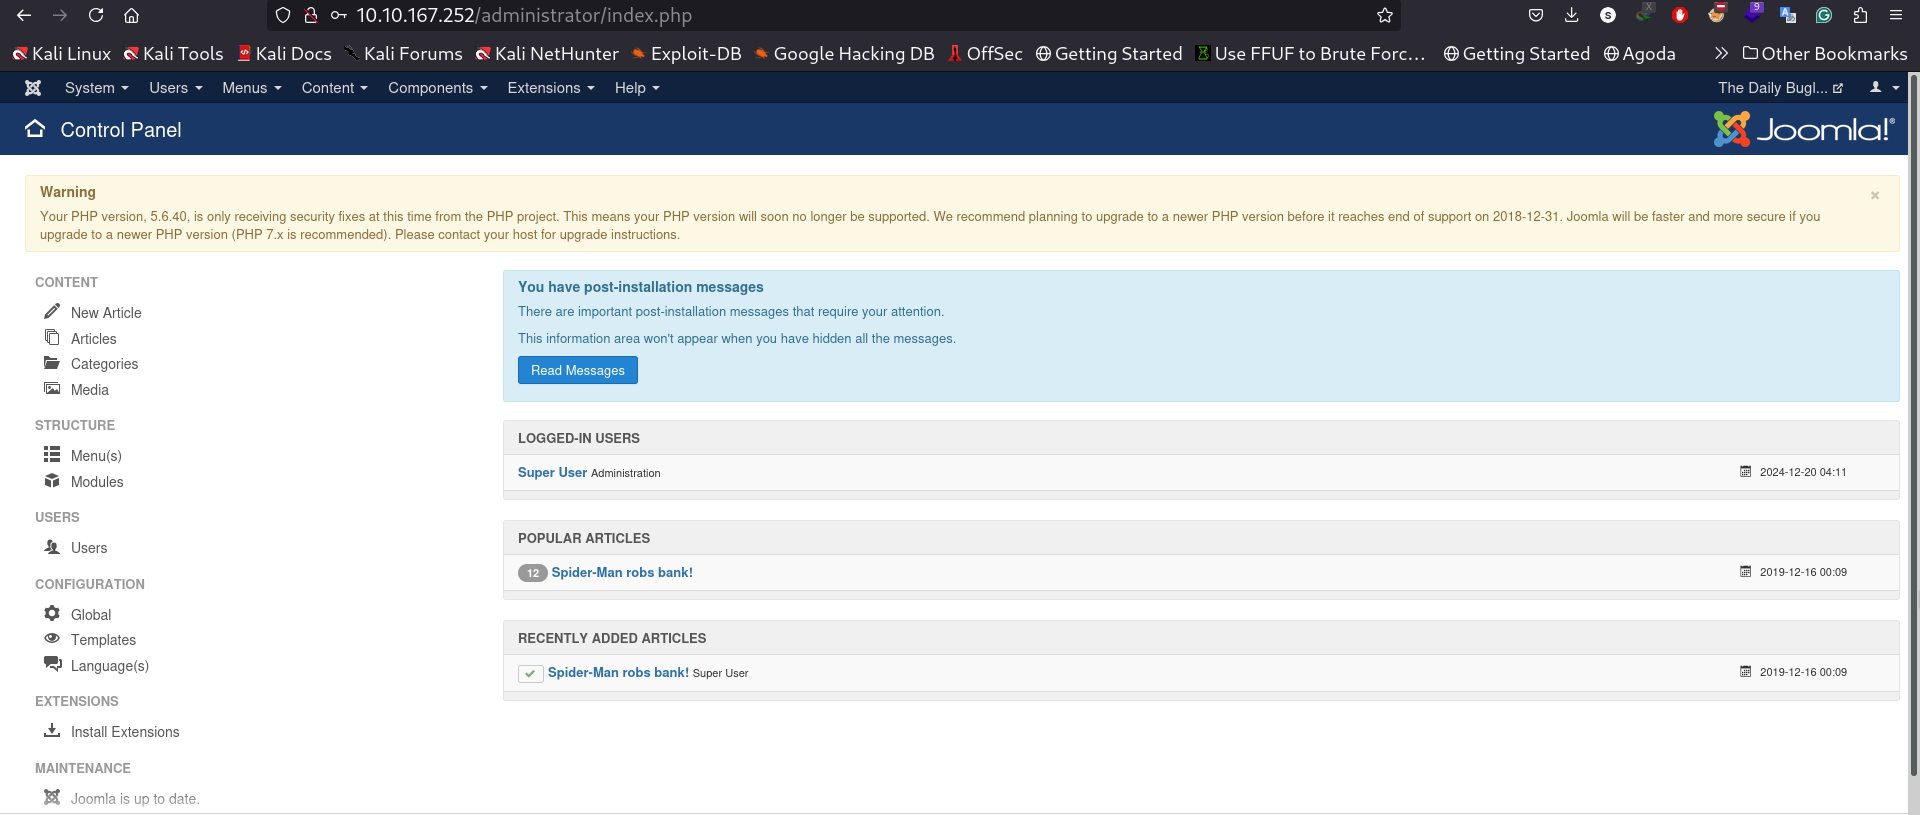 10.10.167.252/administrator/index.php
X
9
Kali Linux Kali Tools Kali Docs Kali Forums Kali NetHunter Exploit-DB Google Hacking DB OffSec Getting Started Use FFUF to Brute Forc... Getting Started Agoda Other Bookmarks
System Users Menus Content Components Extensions Help The Daily Bugl...
Control Panel Joomla!®
Warning
Your PHP version, 5.6.40, is only receiving security fixes at this time from the PHP project. This means your PHP version will soon no longer be supported. We recommend planning to upgrade to a newer PHP version before it reaches end of support on 2018-12-31. Joomla will be faster and more secure if you
upgrade to a newer PHP version (PHP 7.x is recommended). Please contact your host for upgrade instructions.
CONTENT
New Article
Articles
Categories
Media
STRUCTURE
Menu(s)
Modules
USERS
Users
CONFIGURATION
Global
Templates
Language(s)
EXTENSIONS
Install Extensions
MAINTENANCE
Joomla is up to date.
You have post-installation messages
There are important post-installation messages that require your attention.
This information area won't appear when you have hidden all the messages.
Read Messages
LOGGED-IN USERS
Super User Administration 2024-12-20 04:11
POPULAR ARTICLES
12 Spider-Man robs bank! 2019-12-16 00:09
RECENTLY ADDED ARTICLES
Spider-Man robs bank! Super User 2019-12-16 00:09